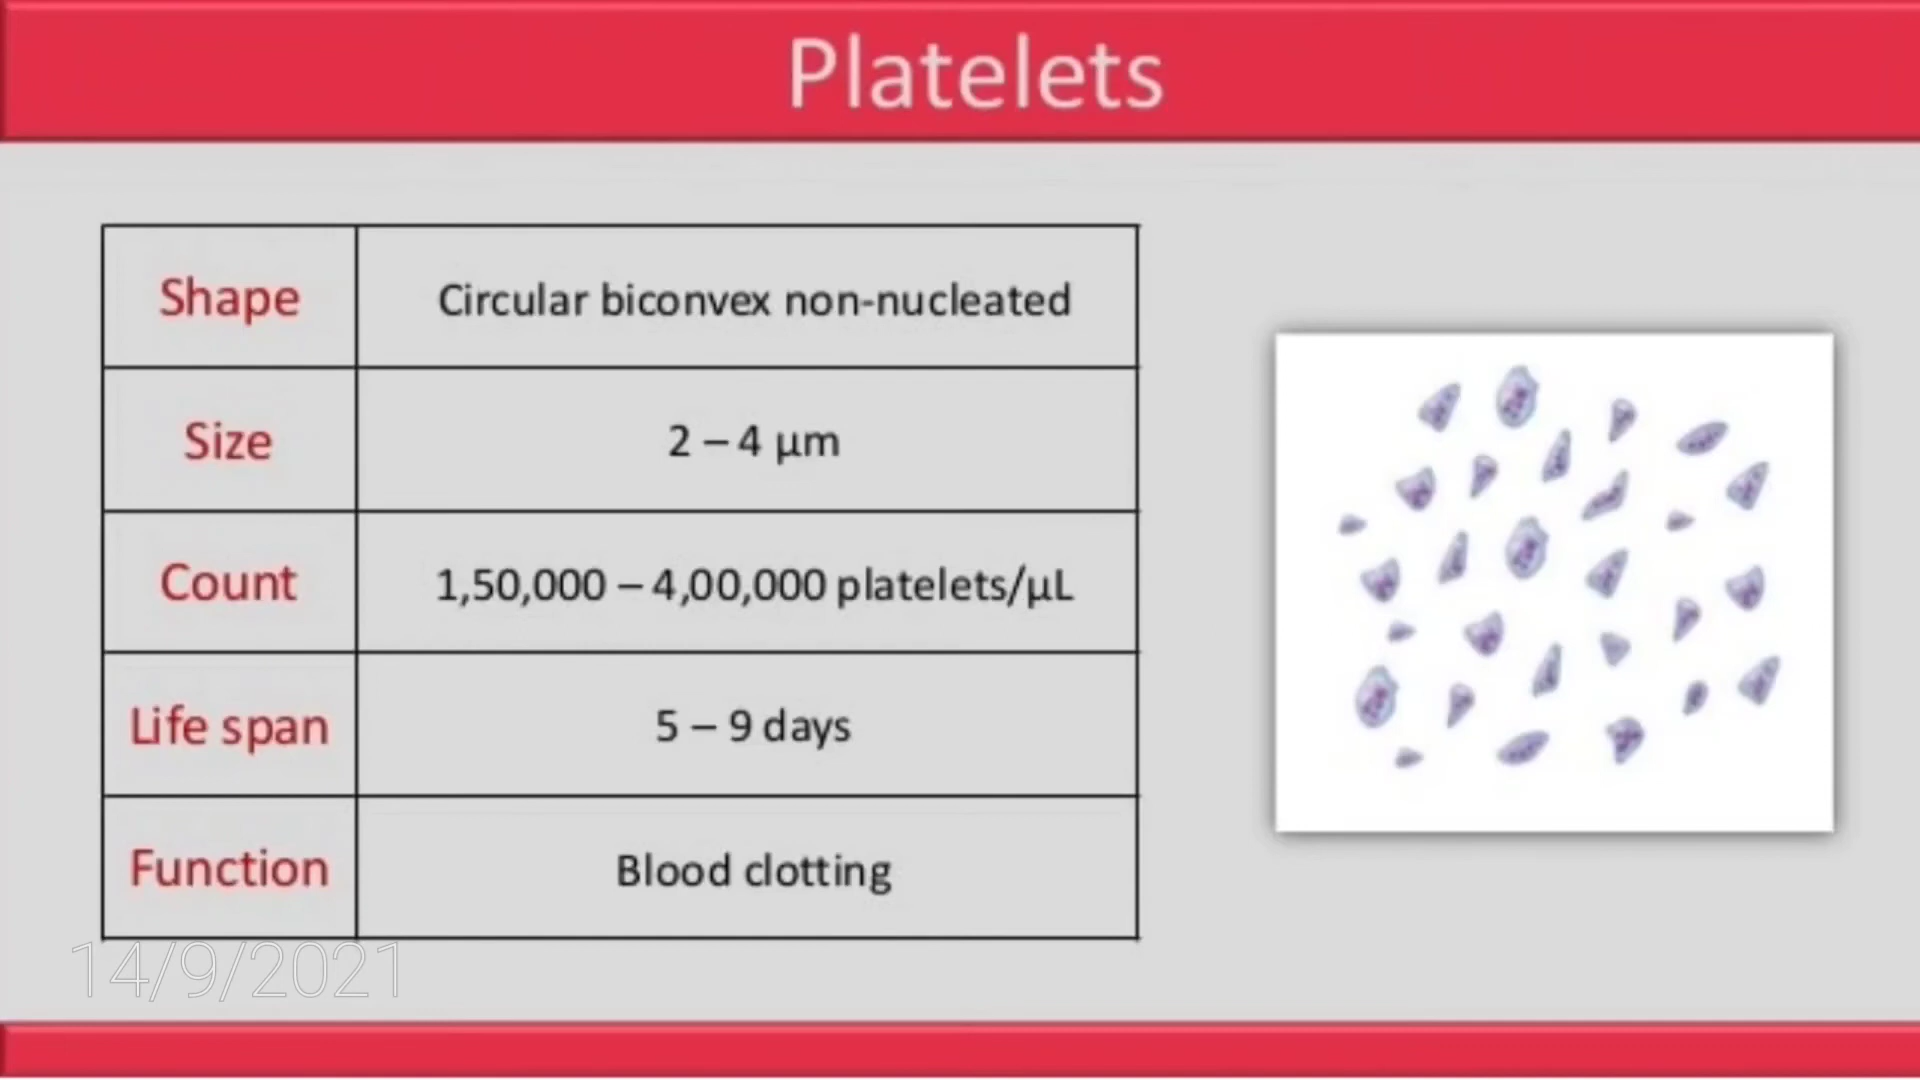 Platelets
Shape
Circular biconvex non-nucleated
Size
2 – 4 µm
Count
1,50,000 – 4,00,000 platelets/µL
Life span
5 – 9 days
Function
Blood clotting
14/9/2021